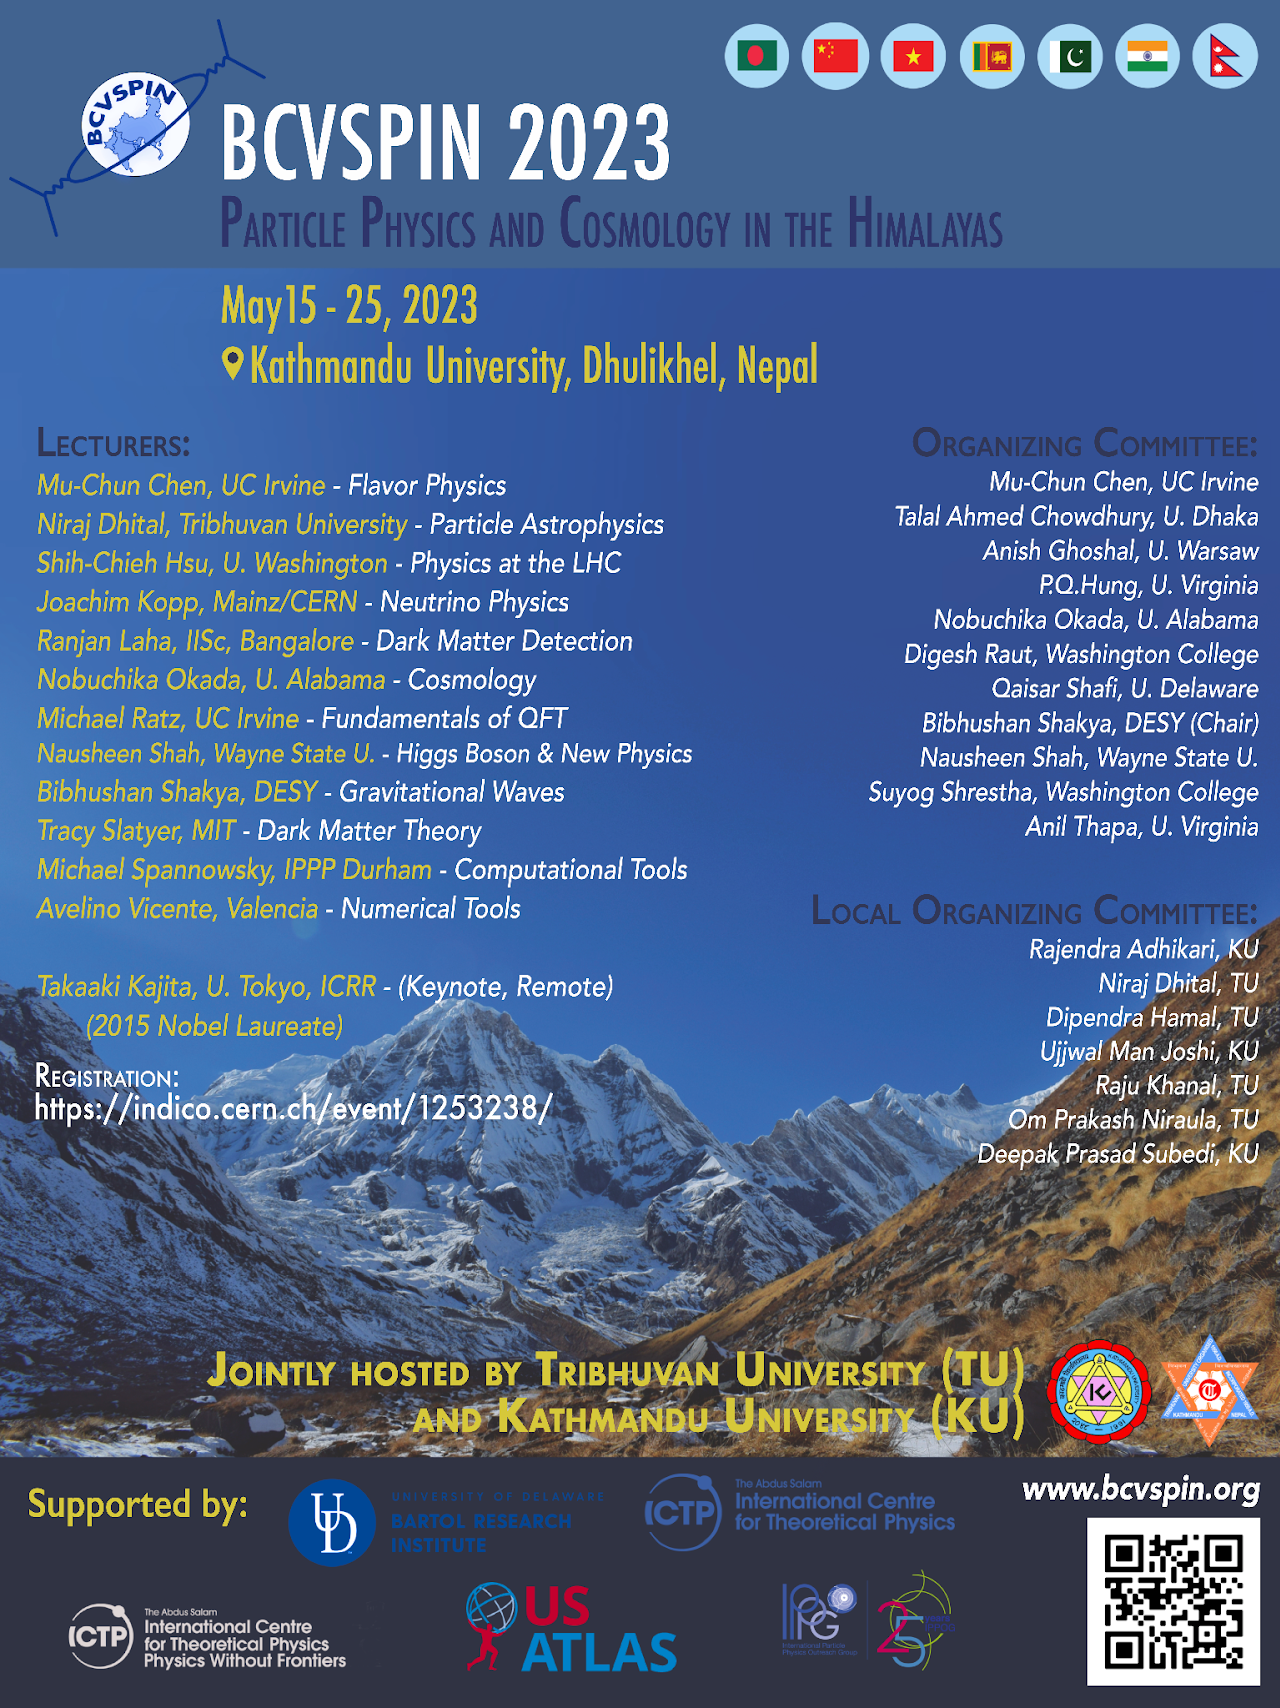 BCVSPIN
BCVSPIN 2023
Particle Physics and Cosmology in the Himalayas
May15 - 25, 2023
Kathmandu University, Dhulikhel, Nepal
Lecturers:
Mu-Chun Chen, UC Irvine - Flavor Physics
Niraj Dhital, Tribhuvan University - Particle Astrophysics
Shih-Chieh Hsu, U. Washington - Physics at the LHC
Joachim Kopp, Mainz/CERN - Neutrino Physics
Ranjan Laha, IISc, Bangalore - Dark Matter Detection
Nobuchika Okada, U. Alabama - Cosmology
Michael Ratz, UC Irvine - Fundamentals of QFT
Nausheen Shah, Wayne State U. - Higgs Boson & New Physics
Bibhushan Shakya, DESY - Gravitational Waves
Tracy Slatyer, MIT - Dark Matter Theory
Michael Spannowsky, IPPP Durham - Computational Tools
Avelino Vicente, Valencia - Numerical Tools
Takaaki Kajita, U. Tokyo, ICRR - (Keynote, Remote)
(2015 Nobel Laureate)
Registration:
https://indico.cern.ch/event/1253238/
Organizing Committee:
Mu-Chun Chen, UC Irvine
Talal Ahmed Chowdhury, U. Dhaka
Anish Ghoshal, U. Warsaw
P.Q.Hung, U. Virginia
Nobuchika Okada, U. Alabama
Digesh Raut, Washington College
Qaisar Shafi, U. Delaware
Bibhushan Shakya, DESY (Chair)
Nausheen Shah, Wayne State U.
Suyog Shrestha, Washington College
Anil Thapa, U. Virginia
Local Organizing Committee:
Rajendra Adhikari, KU
Niraj Dhital, TU
Dipendra Hamal, TU
Ujjwal Man Joshi, KU
Raju Khanal, TU
Om Prakash Niraula, TU
Deepak Prasad Subedi, KU
Jointly hosted by Tribhuvan University (TU)
and Kathmandu University (KU)
KATHMANDU NEPAL
Supported by:
UD
UNIVERSITY OF DELAWARE
BARTOL RESEARCH
INSTITUTE
ICTP
The Abdus Salam
International Centre
for Theoretical Physics
www.bcvspin.org
ICTP
The Abdus Salam
International Centre
for Theoretical Physics
Physics Without Frontiers
US
ATLAS
IPPOG
International Particle
Physics Outreach Group
25
years